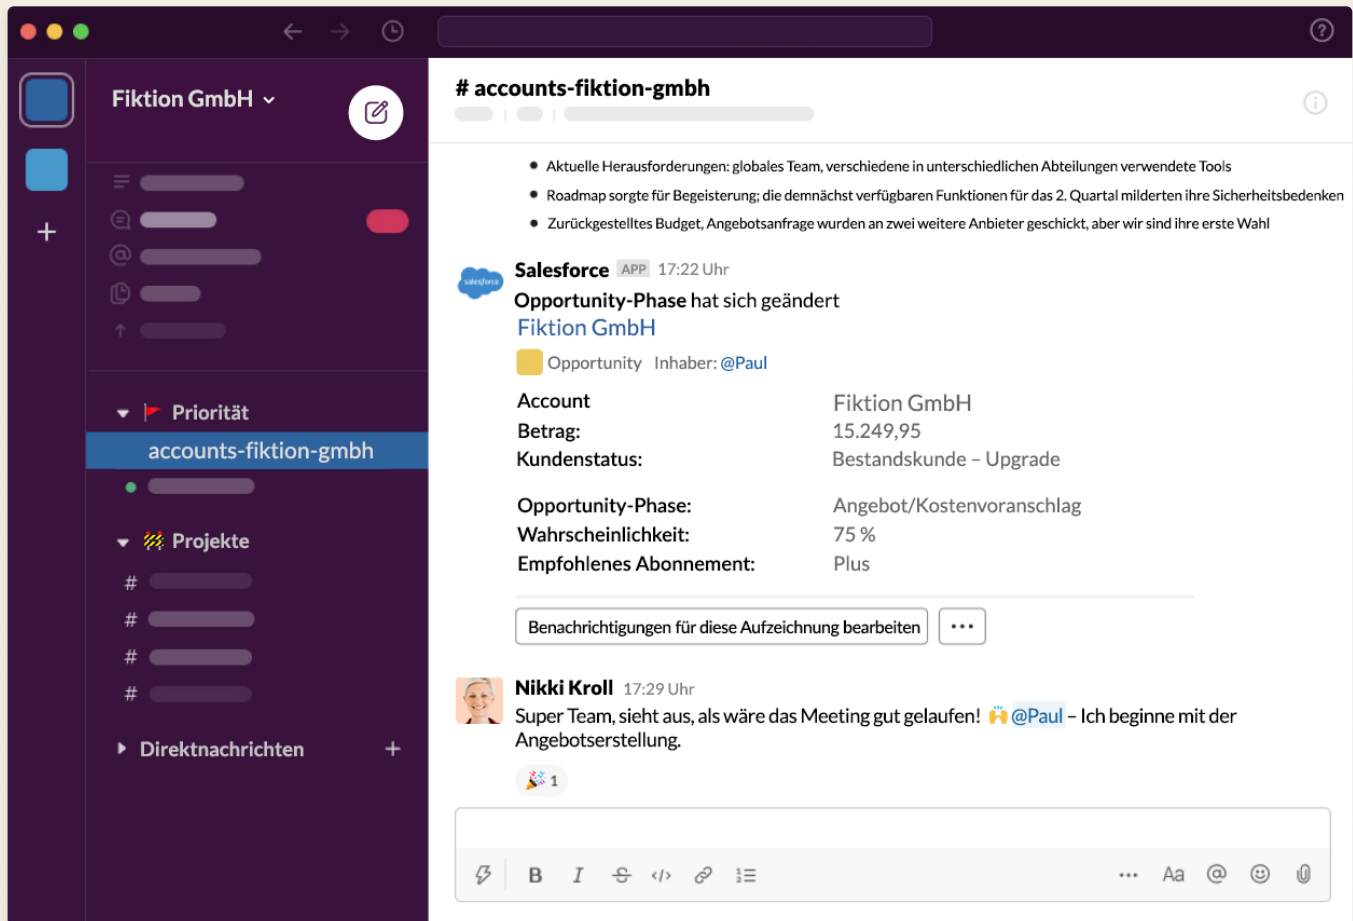 Fiktion GmbH
# accounts-fiktion-gmbh
Priorität
accounts-fiktion-gmbh
Projekte
#
#
#
#
Direktnachrichten +
• Aktuelle Herausforderungen: globales Team, verschiedene in unterschiedlichen Abteilungen verwendete Tools
• Roadmap sorgte für Begeisterung; die demnächst verfügbaren Funktionen für das 2. Quartal milderten ihre Sicherheitsbedenken
• Zurückgestelltes Budget, Angebotsanfrage wurden an zwei weitere Anbieter geschickt, aber wir sind ihre erste Wahl
salesforce
Salesforce APP 17:22 Uhr
Opportunity-Phase hat sich geändert
Fiktion GmbH
Opportunity Inhaber: @Paul
Account Fiktion GmbH
Betrag: 15.249,95
Kundenstatus: Bestandskunde – Upgrade
Opportunity-Phase: Angebot/Kostenvoranschlag
Wahrscheinlichkeit: 75 %
Empfohlenes Abonnement: Plus
Benachrichtigungen für diese Aufzeichnung bearbeiten ...
Nikki Kroll 17:29 Uhr
Super Team, sieht aus, als wäre das Meeting gut gelaufen! 🙌 @Paul – Ich beginne mit der
Angebotserstellung.
🎉 1
B I S </> ... Aa @